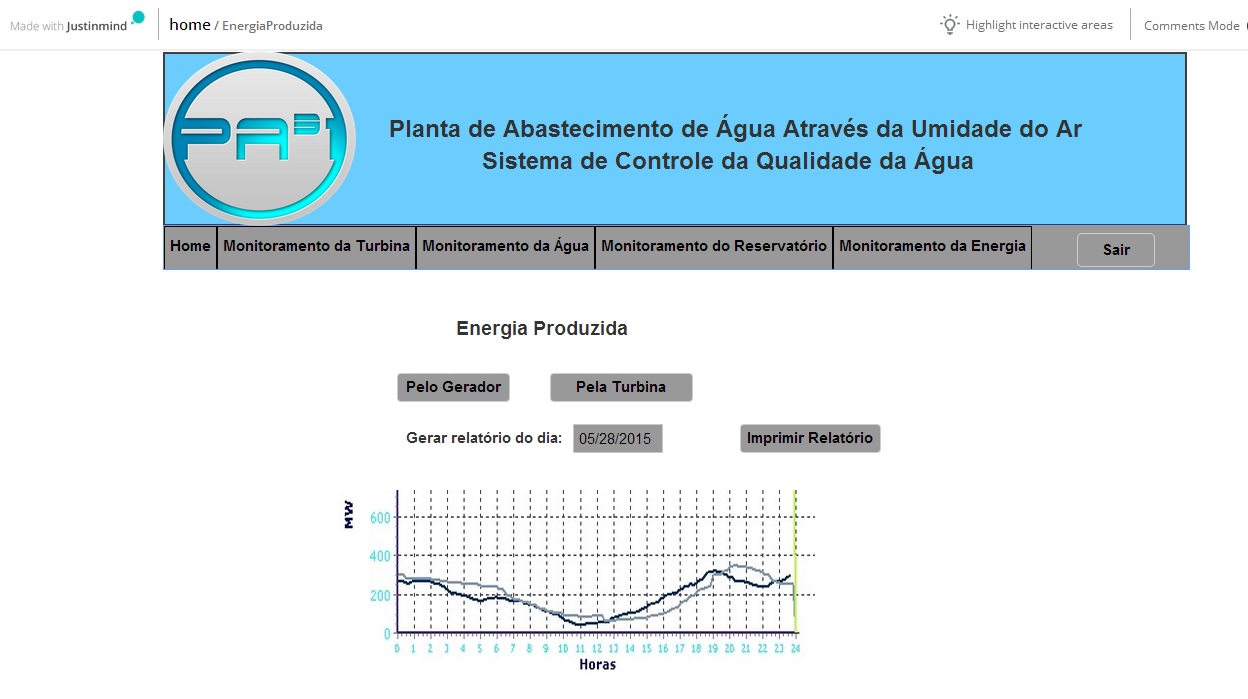 Made with Justinmind home / EnergiaProduzida Highlight interactive areas Comments Mode
PA3I
Planta de Abastecimento de Água Através da Umidade do Ar
Sistema de Controle da Qualidade da Água
Home Monitoramento da Turbina Monitoramento da Água Monitoramento do Reservatório Monitoramento da Energia Sair
Energia Produzida
Pelo Gerador Pela Turbina
Gerar relatório do dia: 05/28/2015 Imprimir Relatório
MW
600
400
200
0
0 1 2 3 4 5 6 7 8 9 10 11 12 13 14 15 16 17 18 19 20 21 22 23 24
Horas